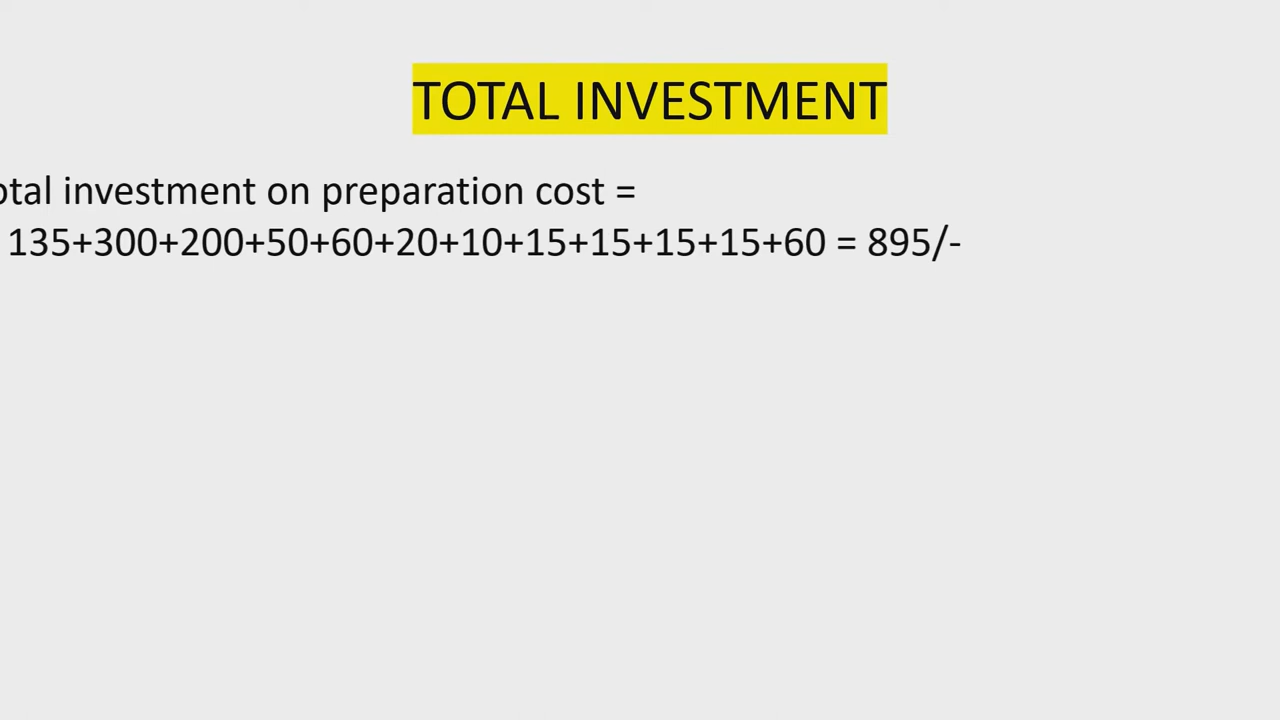 TOTAL INVESTMENT
otal investment on preparation cost =
135+300+200+50+60+20+10+15+15+15+15+60 = 895/-